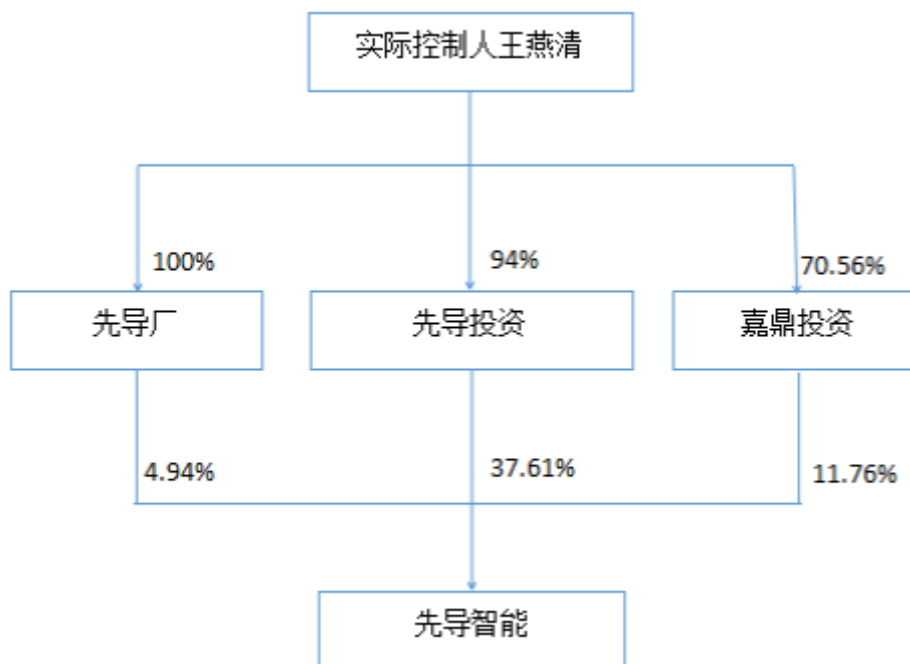 实际控制人王燕清
100%
94%
70.56%
先导厂
先导投资
嘉鼎投资
4.94%
37.61%
11.76%
先导智能